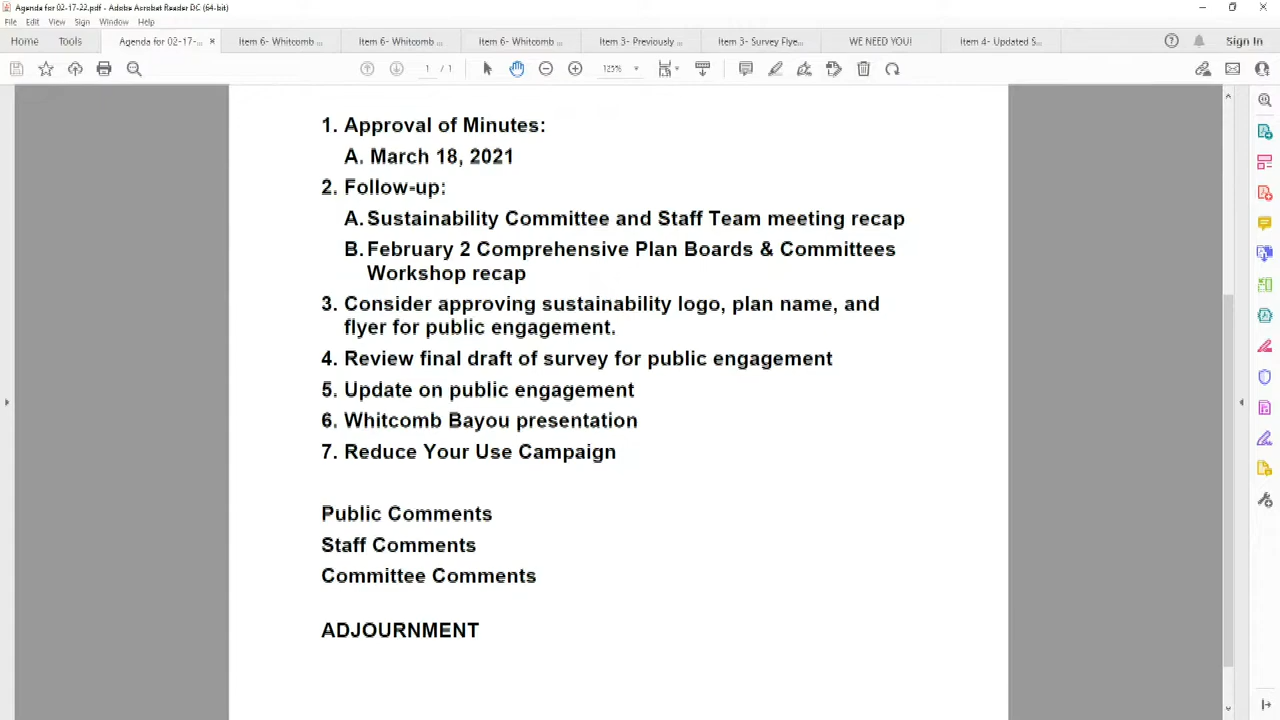 Agenda for 02-17-22.pdf - Adobe Acrobat Reader DC (64-bit)
File Edit View Sign Window Help
Home Tools Agenda for 02-17-... × Item 6- Whitcomb ... Item 6- Whitcomb ... Item 6- Whitcomb ... Item 3- Previously ... Item 3- Survey Flye... WE NEED YOU! Item 4- Updated S... Sign In
1 / 1 125%
1. Approval of Minutes:
A. March 18, 2021
2. Follow-up:
A. Sustainability Committee and Staff Team meeting recap
B. February 2 Comprehensive Plan Boards & Committees
Workshop recap
3. Consider approving sustainability logo, plan name, and
flyer for public engagement.
4. Review final draft of survey for public engagement
5. Update on public engagement
6. Whitcomb Bayou presentation
7. Reduce Your Use Campaign
Public Comments
Staff Comments
Committee Comments
ADJOURNMENT